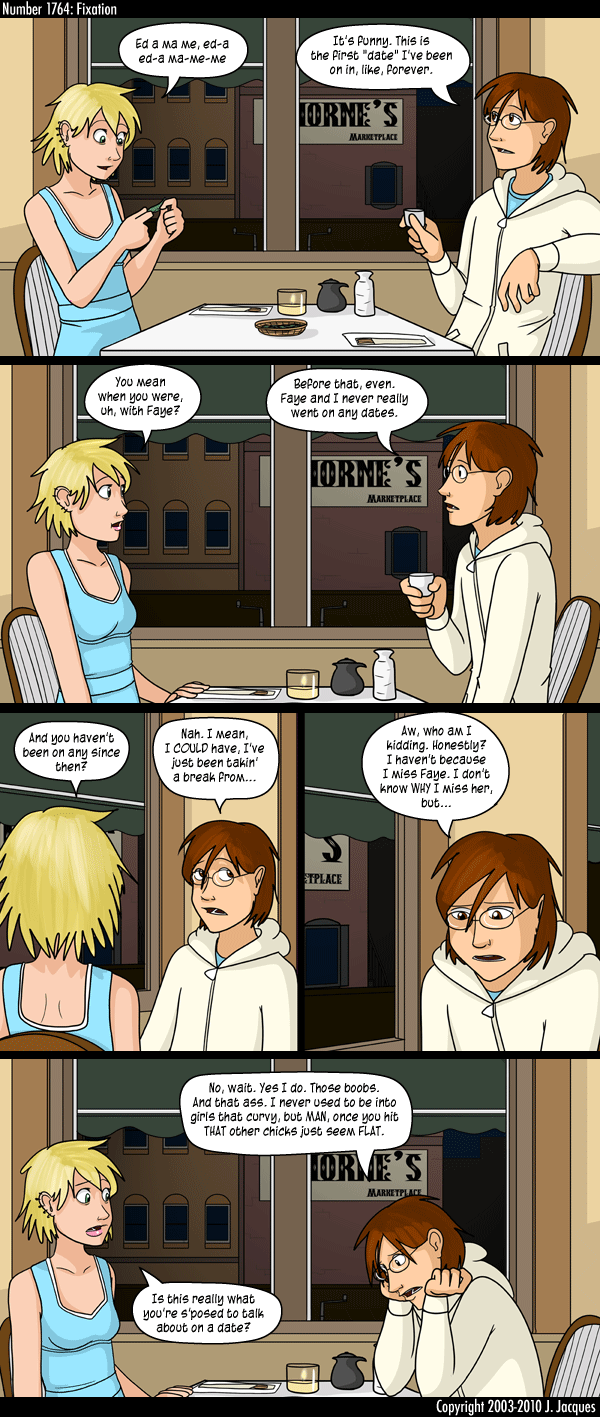 Number 1764: Fixation
Ed a ma me, ed-a
ed-a ma-me-me
It's funny. This is
the first "date" I've been
on in, like, forever.
HORNE'S
MARKETPLACE
You mean
when you were,
uh, with Faye?
Before that, even.
Faye and I never really
went on any dates.
HORNE'S
MARKETPLACE
And you haven't
been on any since
then?
Nah. I mean,
I COULD have, I've
just been takin'
a break from...
Aw, who am I
kidding. Honestly?
I haven't because
I miss Faye. I don't
know WHY I miss her,
but...
S
ETPLACE
No, wait. Yes I do. Those boobs.
And that ass. I never used to be into
girls that curvy, but MAN, once you hit
THAT other chicks just seem FLAT.
HORNE'S
MARKETPLACE
Is this really what
you're s'posed to talk
about on a date?
Copyright 2003-2010 J. Jacques